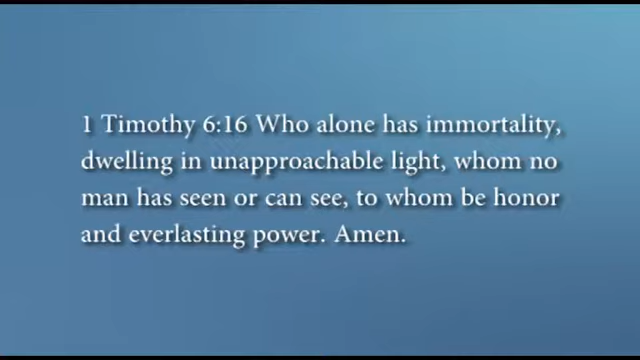 1 Timothy 6:16 Who alone has immortality,
dwelling in unapproachable light, whom no
man has seen or can see, to whom be honor
and everlasting power. Amen.